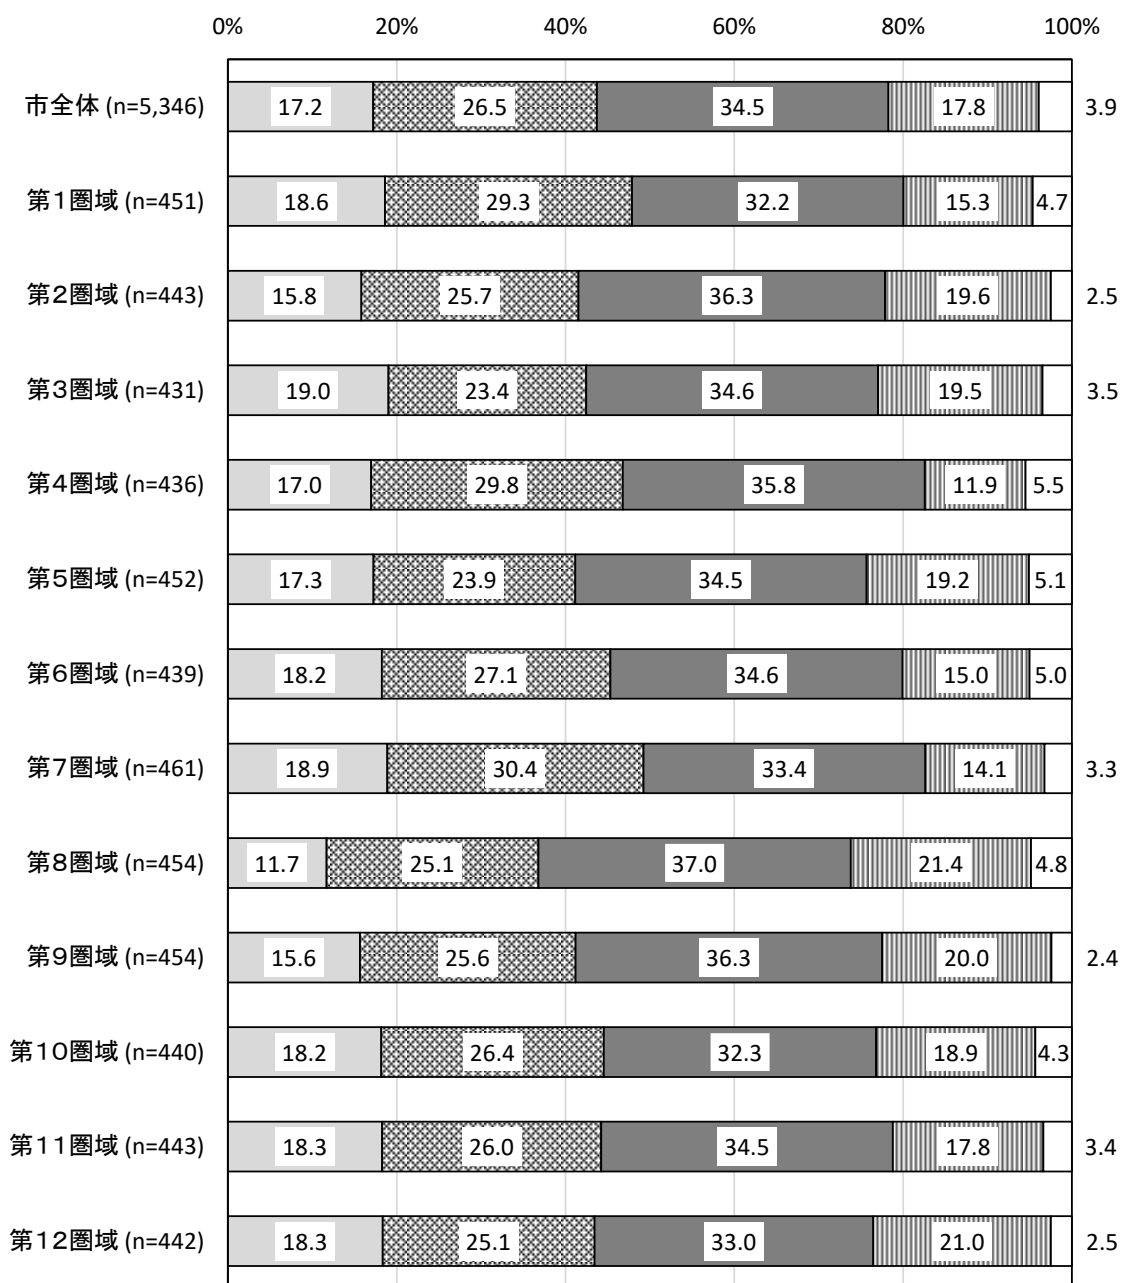 0% 20% 40% 60% 80% 100%
市全体 (n=5,346) 17.2 26.5 34.5 17.8 3.9
第1圏域 (n=451) 18.6 29.3 32.2 15.3 4.7
第2圏域 (n=443) 15.8 25.7 36.3 19.6 2.5
第3圏域 (n=431) 19.0 23.4 34.6 19.5 3.5
第4圏域 (n=436) 17.0 29.8 35.8 11.9 5.5
第5圏域 (n=452) 17.3 23.9 34.5 19.2 5.1
第6圏域 (n=439) 18.2 27.1 34.6 15.0 5.0
第7圏域 (n=461) 18.9 30.4 33.4 14.1 3.3
第8圏域 (n=454) 11.7 25.1 37.0 21.4 4.8
第9圏域 (n=454) 15.6 25.6 36.3 20.0 2.4
第10圏域 (n=440) 18.2 26.4 32.3 18.9 4.3
第11圏域 (n=443) 18.3 26.0 34.5 17.8 3.4
第12圏域 (n=442) 18.3 25.1 33.0 21.0 2.5